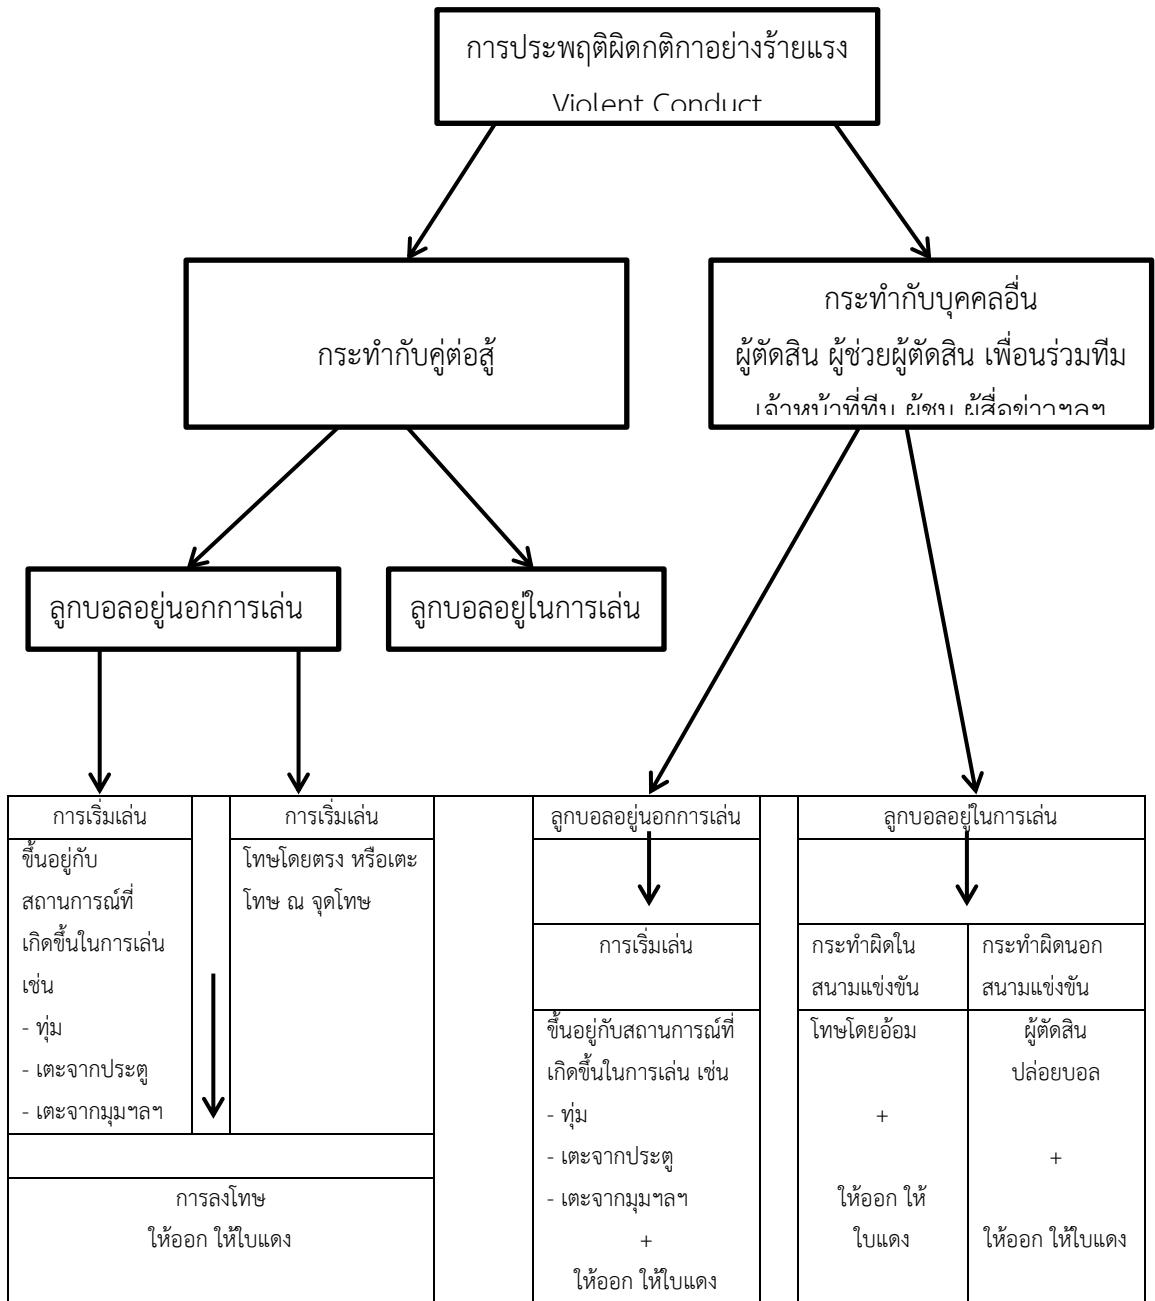 การประพฤติผิดกติกาอย่างร้ายแรง
Violent Conduct
กระทำกับคู่ต่อสู้
กระทำกับบุคคลอื่น
ผู้ตัดสิน ผู้ช่วยผู้ตัดสิน เพื่อนร่วมทีม
เจ้าหน้าที่ทีม ผู้ชม ผู้สื่อข่าวฯลฯ
ลูกบอลอยู่นอกการเล่น
ลูกบอลอยู่ในการเล่น
การเริ่มเล่น
ขึ้นอยู่กับ
สถานการณ์ที่
เกิดขึ้นในการเล่น
เช่น
- ทุ่ม
- เตะจากประตู
- เตะจากมุมฯลฯ
การเริ่มเล่น
โทษโดยตรง หรือเตะ
โทษ ณ จุดโทษ
การลงโทษ
ให้ออก ให้ใบแดง
ลูกบอลอยู่นอกการเล่น
การเริ่มเล่น
ขึ้นอยู่กับสถานการณ์ที่
เกิดขึ้นในการเล่น เช่น
- ทุ่ม
- เตะจากประตู
- เตะจากมุมฯลฯ
+
ให้ออก ให้ใบแดง
ลูกบอลอยู่ในการเล่น
กระทำผิดใน
สนามแข่งขัน
โทษโดยอ้อม
+
ให้ออก ให้
ใบแดง
กระทำผิดนอก
สนามแข่งขัน
ผู้ตัดสิน
ปล่อยบอล
+
ให้ออก ให้ใบแดง